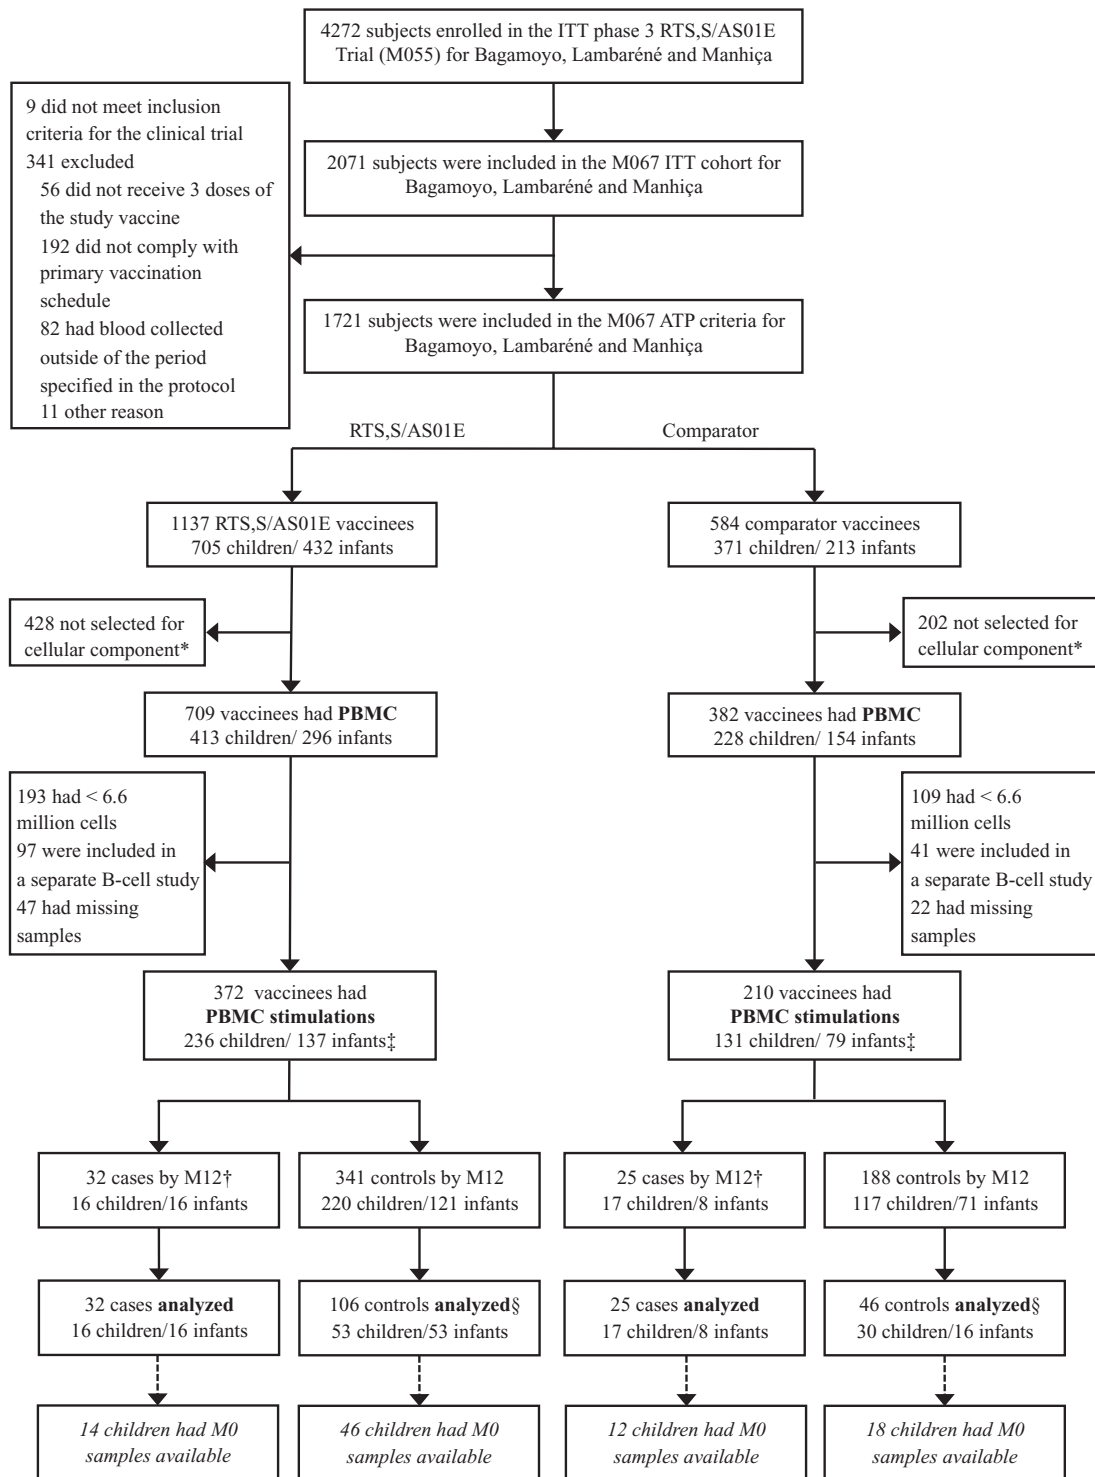 4272 subjects enrolled in the ITT phase 3 RTS,S/AS01E
Trial (M055) for Bagamoyo, Lambaréné and Manhiça
9 did not meet inclusion
criteria for the clinical trial
341 excluded
56 did not receive 3 doses of
the study vaccine
192 did not comply with
primary vaccination
schedule
82 had blood collected
outside of the period
specified in the protocol
11 other reason
2071 subjects were included in the M067 ITT cohort for
Bagamoyo, Lambaréné and Manhiça
1721 subjects were included in the M067 ATP criteria for
Bagamoyo, Lambaréné and Manhiça
RTS,S/AS01E
Comparator
1137 RTS,S/AS01E vaccinees
705 children/ 432 infants
584 comparator vaccinees
371 children/ 213 infants
428 not selected for
cellular component*
202 not selected for
cellular component*
709 vaccinees had PBMC
413 children/ 296 infants
382 vaccinees had PBMC
228 children/ 154 infants
193 had < 6.6
million cells
97 were included in
a separate B-cell study
47 had missing
samples
109 had < 6.6
million cells
41 were included in
a separate B-cell study
22 had missing
samples
372 vaccinees had
PBMC stimulations
236 children/ 137 infants‡
210 vaccinees had
PBMC stimulations
131 children/ 79 infants‡
32 cases by M12†
16 children/16 infants
341 controls by M12
220 children/121 infants
25 cases by M12†
17 children/8 infants
188 controls by M12
117 children/71 infants
32 cases analyzed
16 children/16 infants
106 controls analyzed§
53 children/53 infants
25 cases analyzed
17 children/8 infants
46 controls analyzed§
30 children/16 infants
14 children had M0
samples available
46 children had M0
samples available
12 children had M0
samples available
18 children had M0
samples available